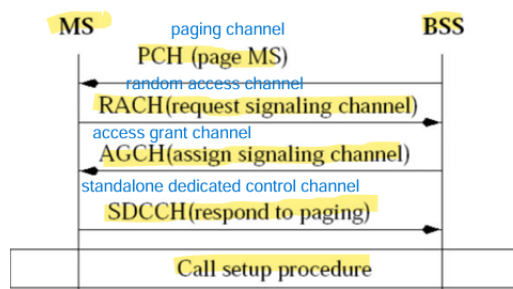 MS
BSS
paging channel
PCH (page MS)
random access channel
RACH(request signaling channel)
access grant channel
AGCH(assign signaling channel)
standalone dedicated control channel
SDCCH(respond to paging)
Call setup procedure